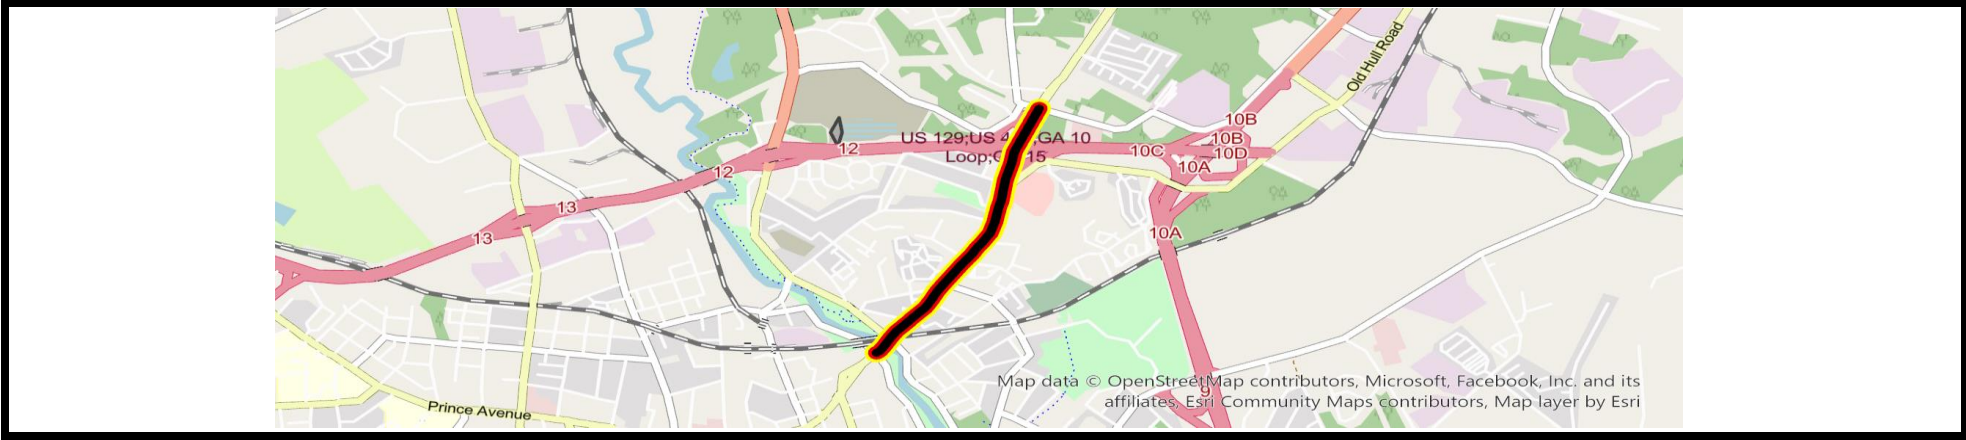 Old Hull Road
10B
US 129;US 4 ;GA 10
Loop;G 15
10B
12
10C
10D
10A
12
13
10A
13
Map data © OpenStreetMap contributors, Microsoft, Facebook, Inc. and its
affiliates, Esri Community Maps contributors, Map layer by Esri
9
Prince Avenue